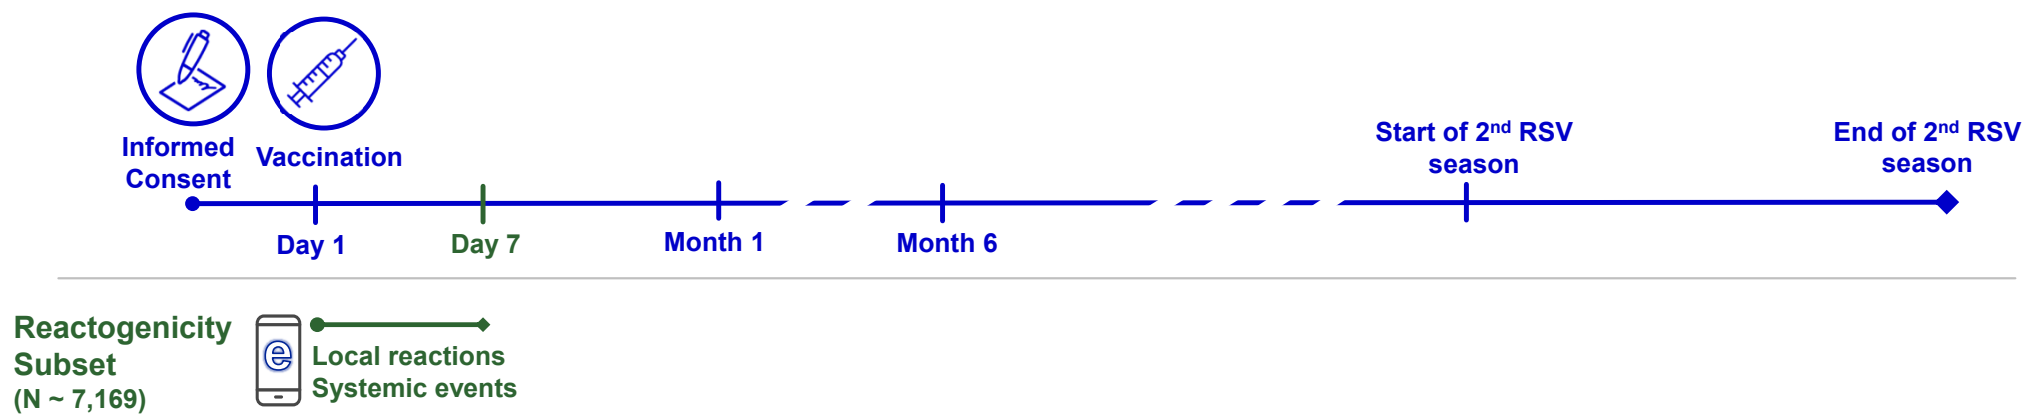 Informed
Consent
Vaccination
Start of 2nd RSV
season
End of 2nd RSV
season
Day 1
Day 7
Month 1
Month 6
Reactogenicity
Subset
(N ~ 7,169)
e
Local reactions
Systemic events